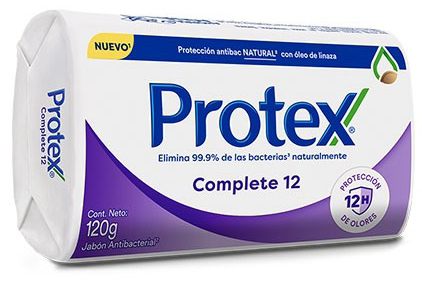 NUEVO¹
Protección antibac NATURAL² con óleo de linaza
Protex®
Elimina 99.9% de las bacterias³ naturalmente
Complete 12
PROTECCIÓN
12H
DE OLORES
Cont. Neto:
120g
Jabón Antibacterial
Protex
Complete 12